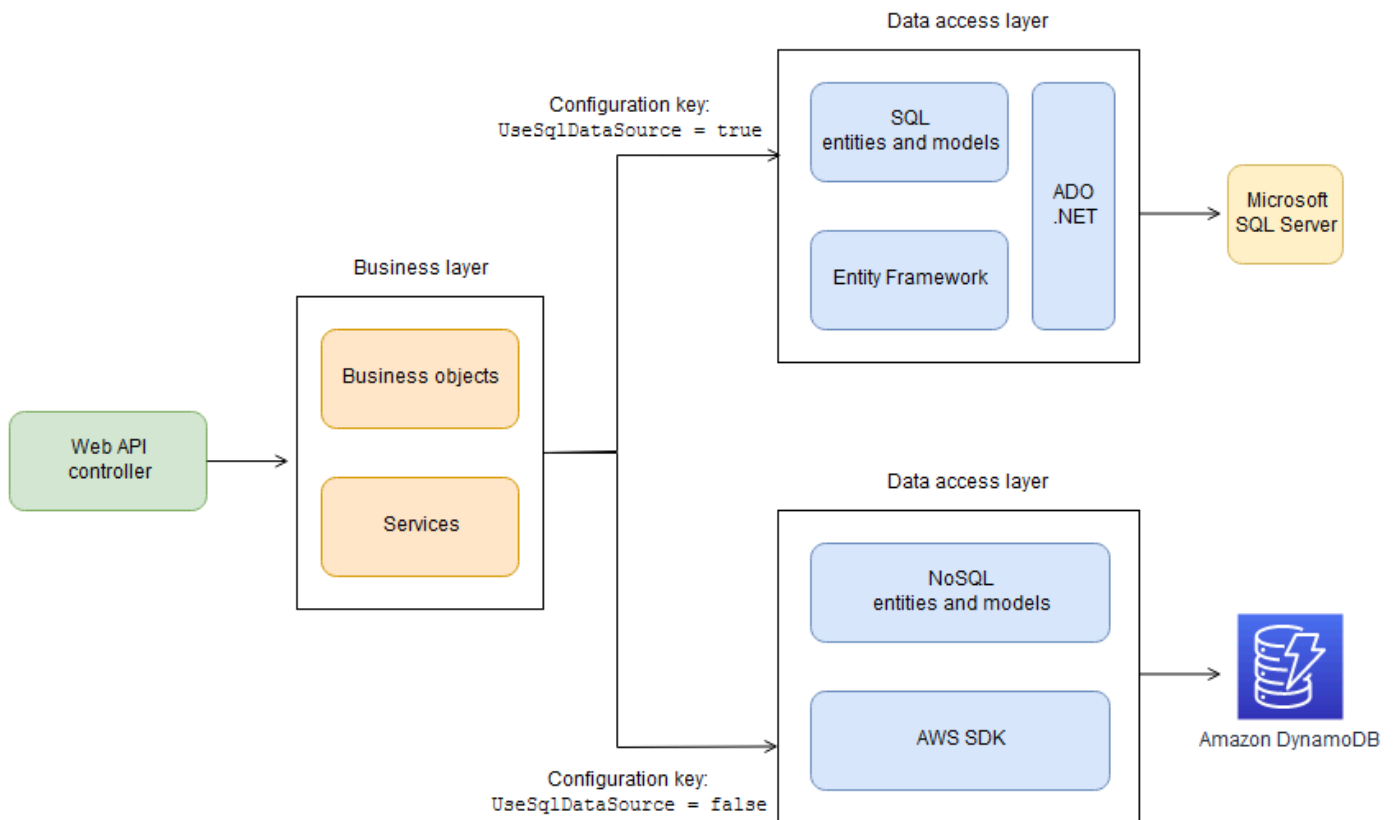 Data access layer
Configuration key:
UseSqlDataSource = true
SQL
entities and models
ADO
.NET
Microsoft
SQL Server
Entity Framework
Business layer
Business objects
Web API
controller
Services
Data access layer
NoSQL
entities and models
AWS SDK
Amazon DynamoDB
Configuration key:
UseSqlDataSource = false